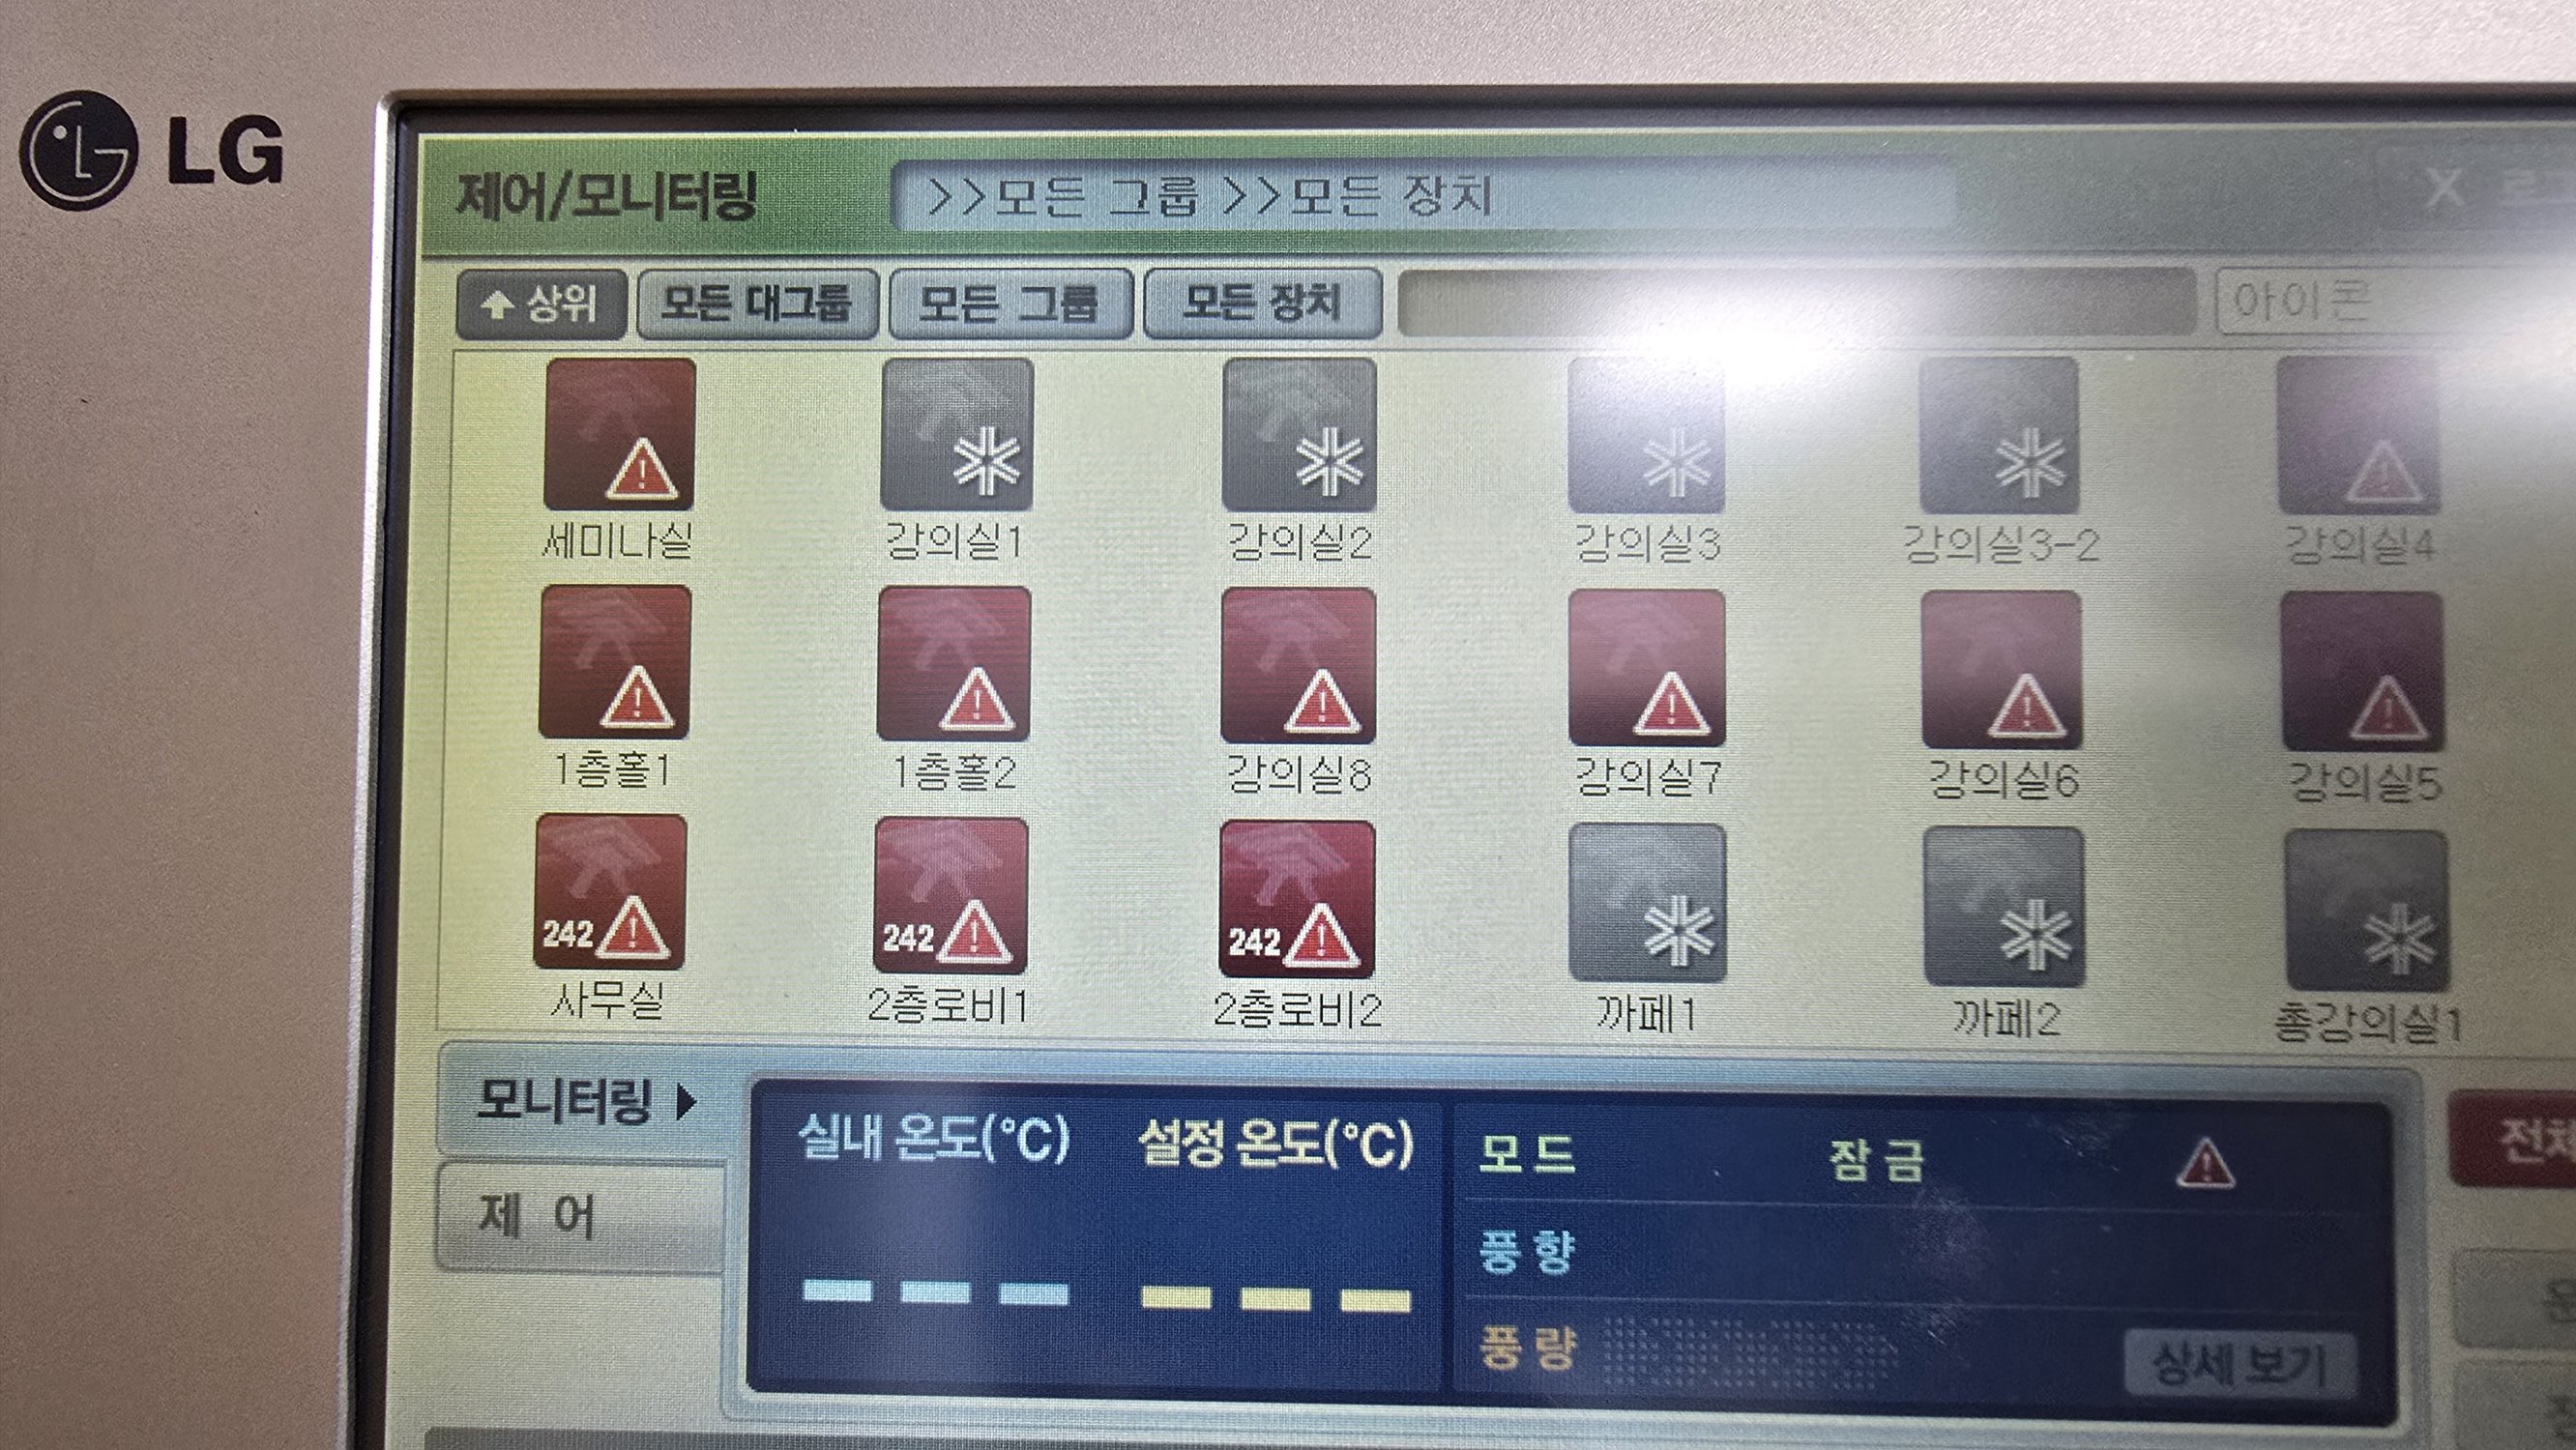 LG
제어/모니터링 >>모든 그룹 >>모든 장치 X
상위 모든 대그룹 모든 그룹 모든 장치 아이콘
세미나실 강의실1 강의실2 강의실3 강의실3-2 강의실4
1층홀1 1층홀2 강의실8 강의실7 강의실6 강의실5
242 242 242
사무실 2층로비1 2층로비2 까페1 까페2 총강의실1
모니터링
제 어
실내 온도(°C) 설정 온도(°C)
모드 잠금
풍향
풍량
상세 보기